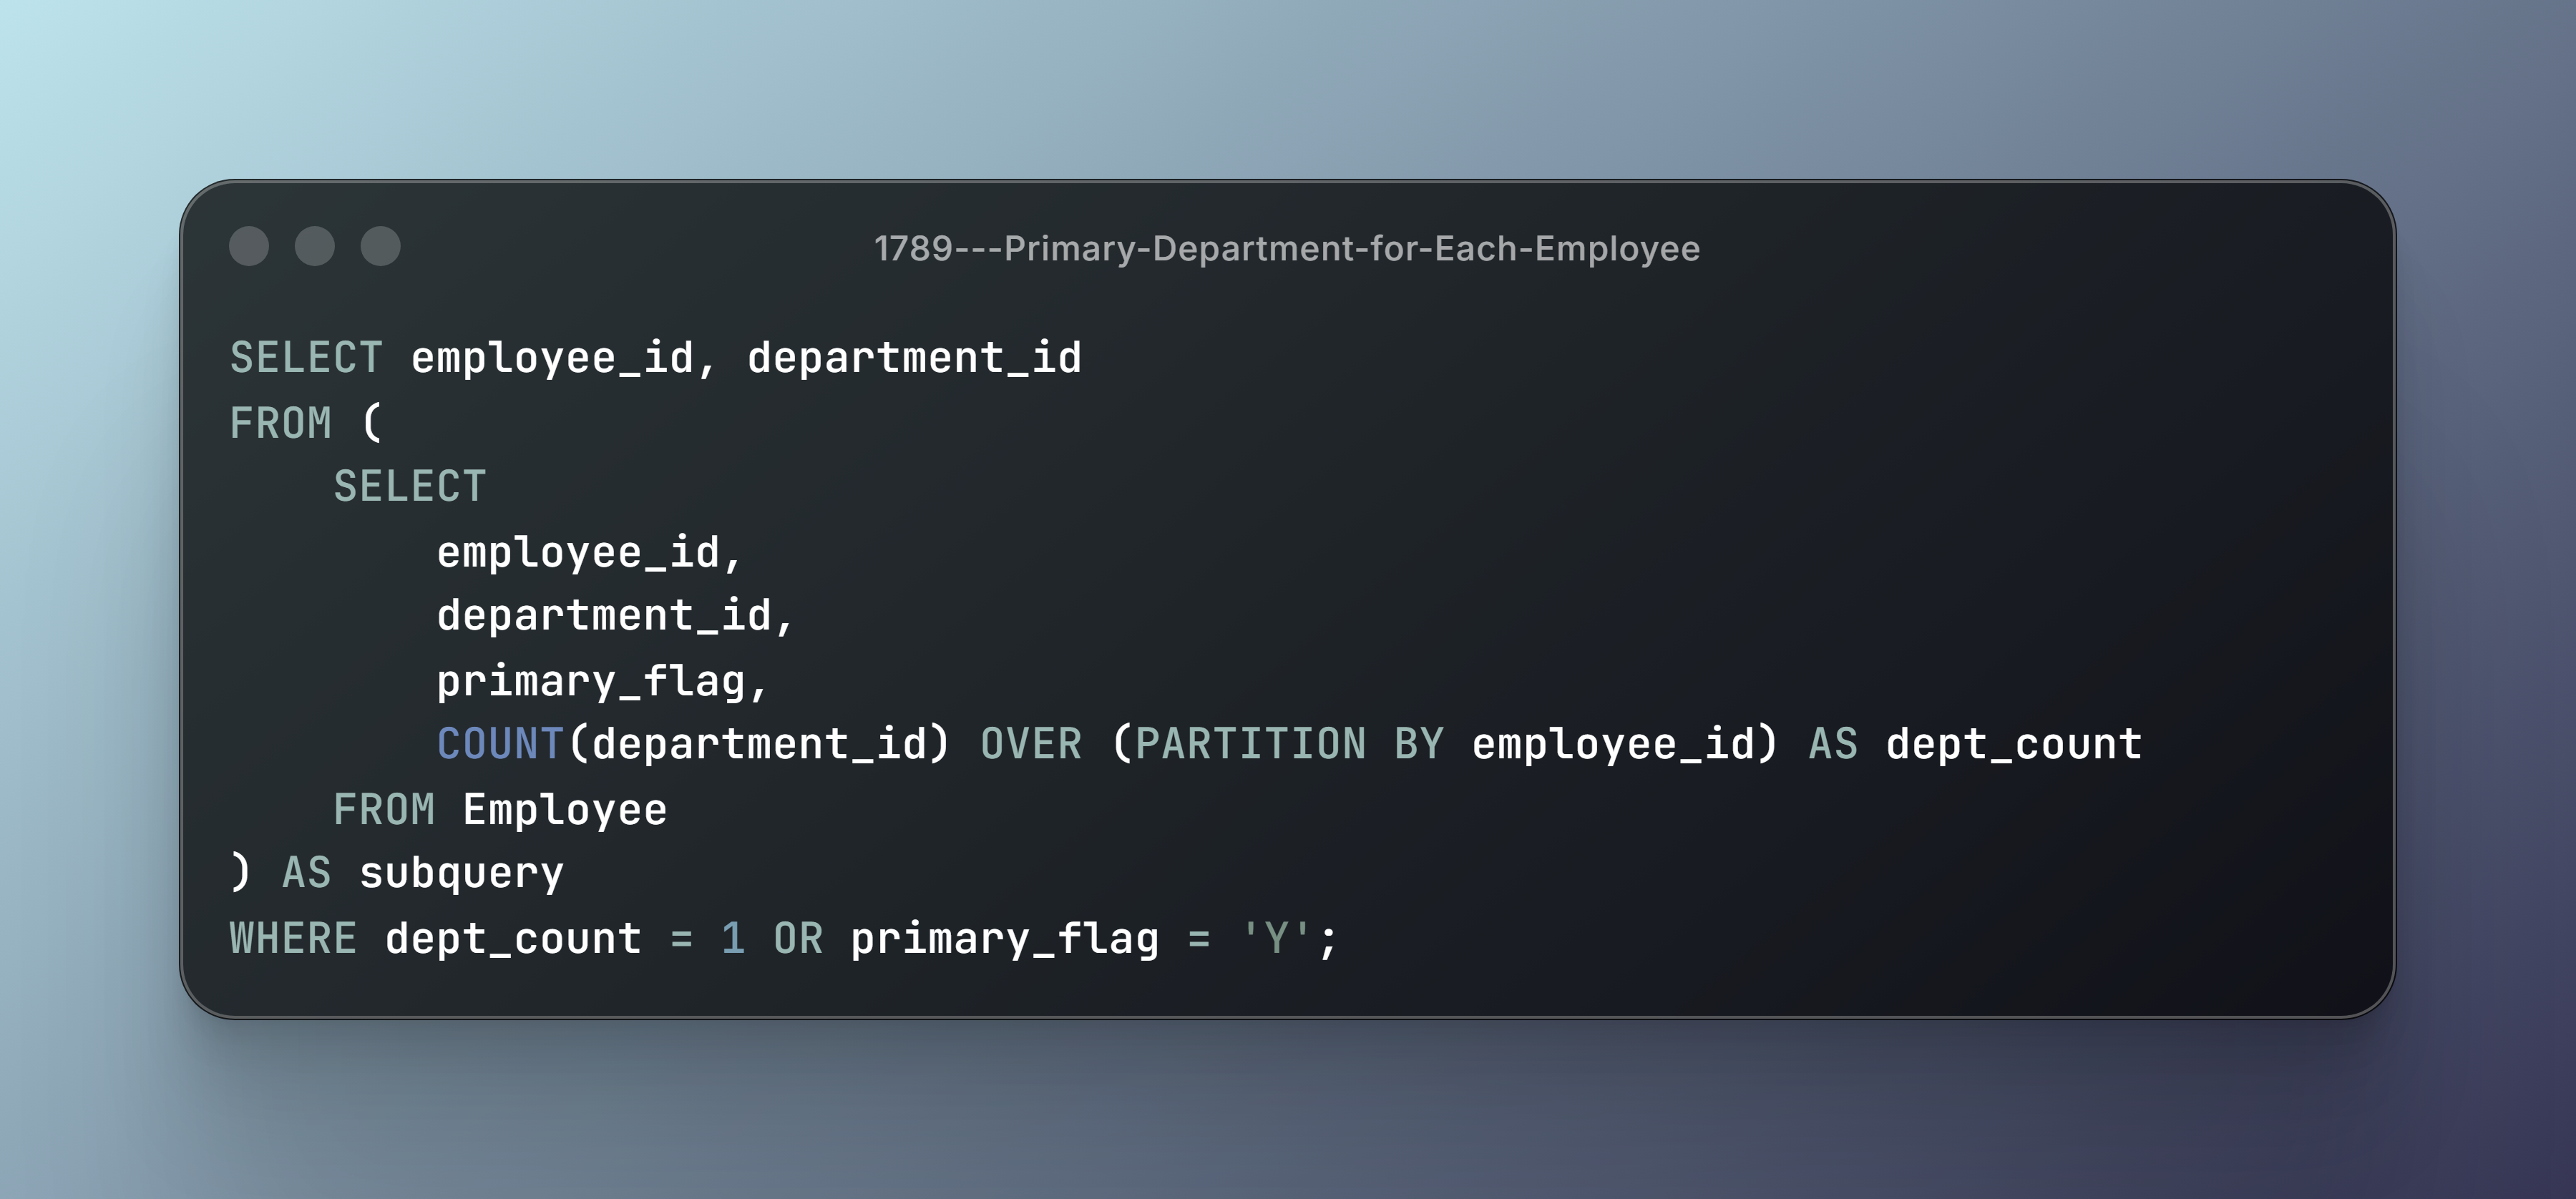 1789---Primary-Department-for-Each-Employee
SELECT employee_id, department_id
FROM (
    SELECT
        employee_id,
        department_id,
        primary_flag,
        COUNT(department_id) OVER (PARTITION BY employee_id) AS dept_count
    FROM Employee
) AS subquery
WHERE dept_count = 1 OR primary_flag = 'Y';